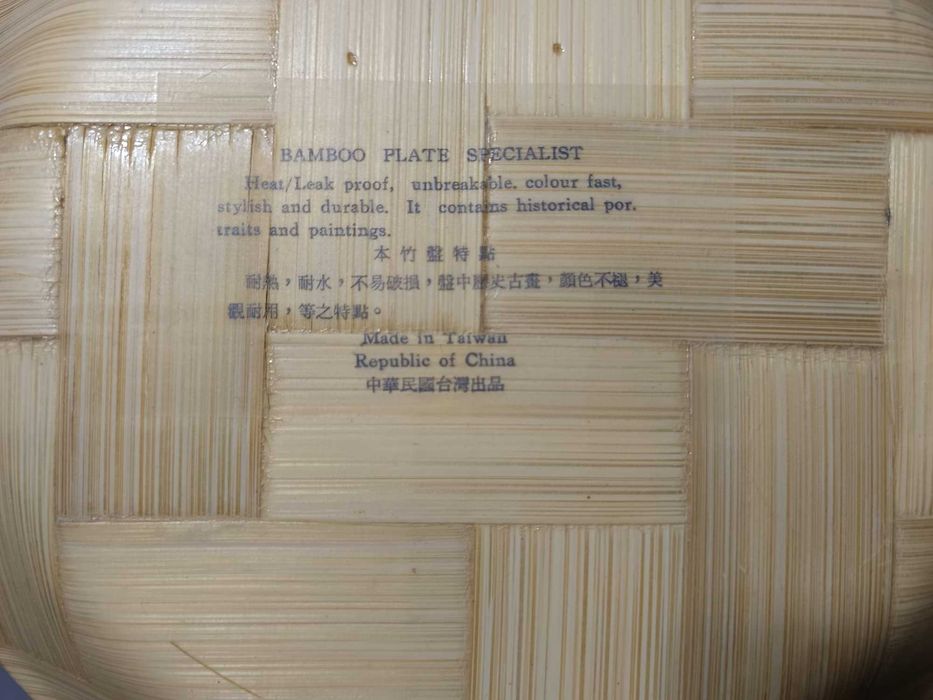 BAMBOO PLATE SPECIALIST
Heat/Leak proof, unbreakable. colour fast,
stylish and durable. It contains historical por.
traits and paintings.
本竹盤特點
耐熱，耐水，不易破損，盤中歷史古畫，顏色不褪，美
觀耐用，等之特點。
Made in Taiwan
Republic of China
中華民國台灣出品